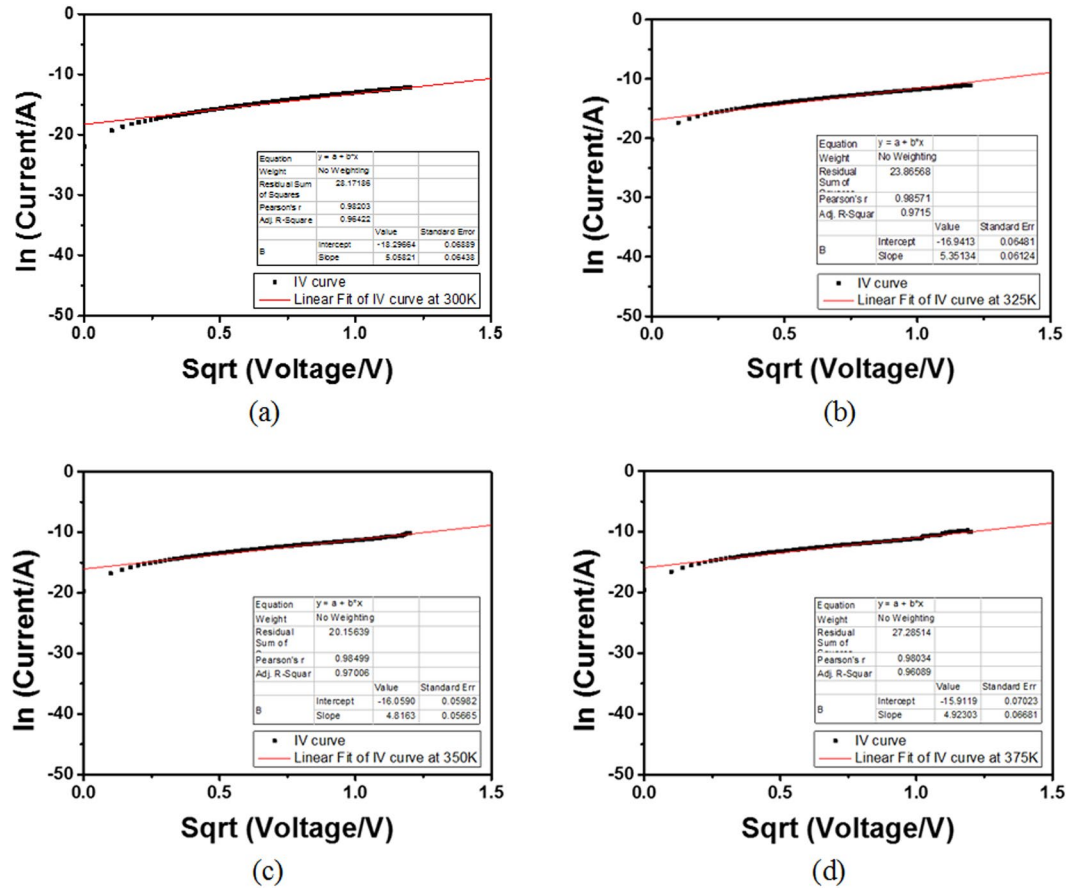 0
-10
-20
-30
-40
-50
ln (Current/A)
Equation y = a + b*x
Weight No Weighting
Residual Sum of Squares 28.17186
Pearson's r 0.98203
Adj. R-Square 0.96422
Value Standard Error
B Intercept -18.29664 0.06889
Slope 5.05821 0.06438
IV curve
Linear Fit of IV curve at 300K
0.0 0.5 1.0 1.5
Sqrt (Voltage/V)
(a)
0
-10
-20
-30
-40
-50
ln (Current/A)
Equation y = a + b*x
Weight No Weighting
Residual 23.86568
Sum of
Pearson's r 0.98571
Adj. R-Squar 0.9715
Value Standard Err
B Intercept -16.9413 0.06481
Slope 5.35134 0.06124
IV curve
Linear Fit of IV curve at 325K
0.0 0.5 1.0 1.5
Sqrt (Voltage/V)
(b)
0
-10
-20
-30
-40
-50
ln (Current/A)
Equation y = a + b*x
Weight No Weighting
Residual 20.15639
Sum of
Pearson's r 0.98499
Adj. R-Squar 0.97006
Value Standard Err
B Intercept -16.0590 0.05982
Slope 4.8163 0.05665
IV curve
Linear Fit of IV curve at 350K
0.0 0.5 1.0 1.5
Sqrt (Voltage/V)
(c)
0
-10
-20
-30
-40
-50
ln (Current/A)
Equation y = a + b*x
Weight No Weighting
Residual 27.28514
Sum of
Pearson's r 0.98034
Adj. R-Squar 0.96089
Value Standard Err
B Intercept -15.9119 0.07023
Slope 4.92303 0.06681
IV curve
Linear Fit of IV curve at 375K
0.0 0.5 1.0 1.5
Sqrt (Voltage/V)
(d)